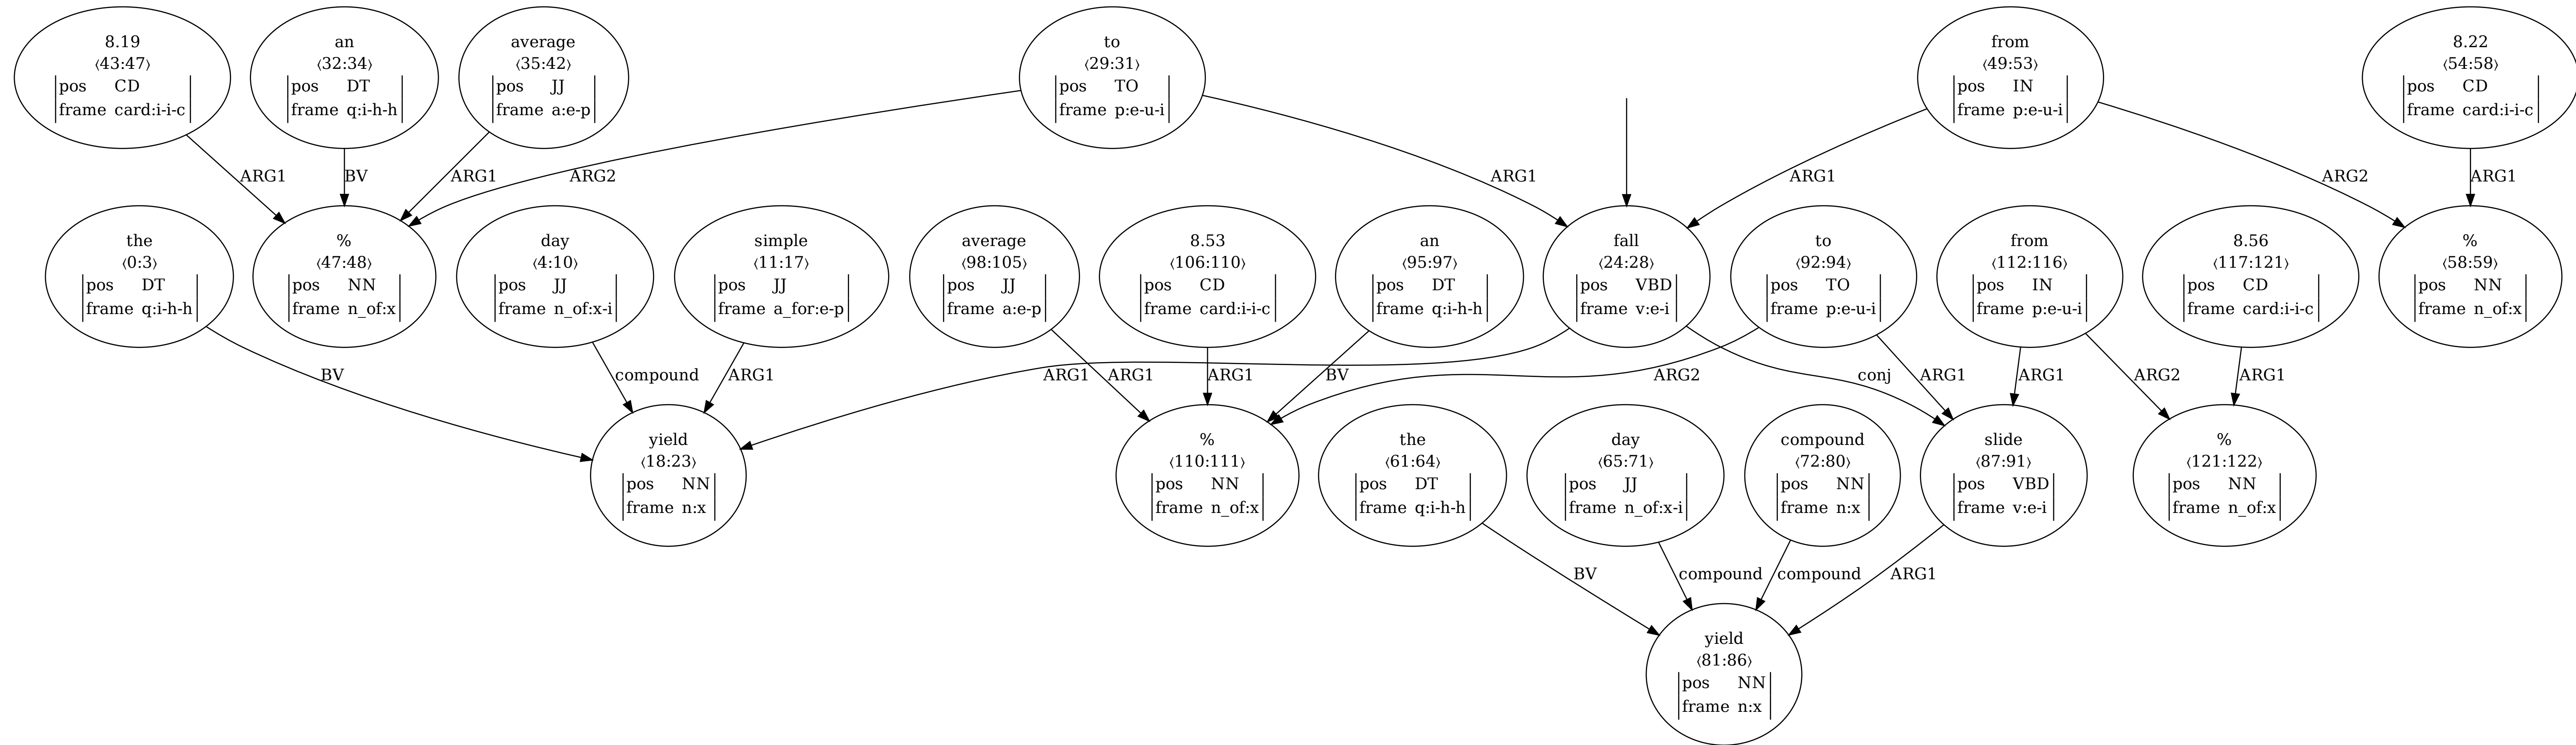 8.19
⟨43:47⟩
pos CD
frame card:i-i-c
an
⟨32:34⟩
pos DT
frame q:i-h-h
average
⟨35:42⟩
pos JJ
frame a:e-p
to
⟨29:31⟩
pos TO
frame p:e-u-i
from
⟨49:53⟩
pos IN
frame p:e-u-i
8.22
⟨54:58⟩
pos CD
frame card:i-i-c
ARG1
BV
ARG1
ARG2
ARG1
ARG1
ARG2
ARG1
the
⟨0:3⟩
pos DT
frame q:i-h-h
%
⟨47:48⟩
pos NN
frame n_of:x
day
⟨4:10⟩
pos JJ
frame n_of:x-i
simple
⟨11:17⟩
pos JJ
frame a_for:e-p
average
⟨98:105⟩
pos JJ
frame a:e-p
8.53
⟨106:110⟩
pos CD
frame card:i-i-c
an
⟨95:97⟩
pos DT
frame q:i-h-h
fall
⟨24:28⟩
pos VBD
frame v:e-i
to
⟨92:94⟩
pos TO
frame p:e-u-i
from
⟨112:116⟩
pos IN
frame p:e-u-i
8.56
⟨117:121⟩
pos CD
frame card:i-i-c
%
⟨58:59⟩
pos NN
frame n_of:x
BV
compound
ARG1
ARG1
ARG1
ARG1
BV
ARG2
conj
ARG1
ARG1
ARG2
ARG1
yield
⟨18:23⟩
pos NN
frame n:x
%
⟨110:111⟩
pos NN
frame n_of:x
the
⟨61:64⟩
pos DT
frame q:i-h-h
day
⟨65:71⟩
pos JJ
frame n_of:x-i
compound
⟨72:80⟩
pos NN
frame n:x
slide
⟨87:91⟩
pos VBD
frame v:e-i
%
⟨121:122⟩
pos NN
frame n_of:x
BV
compound
compound
ARG1
yield
⟨81:86⟩
pos NN
frame n:x